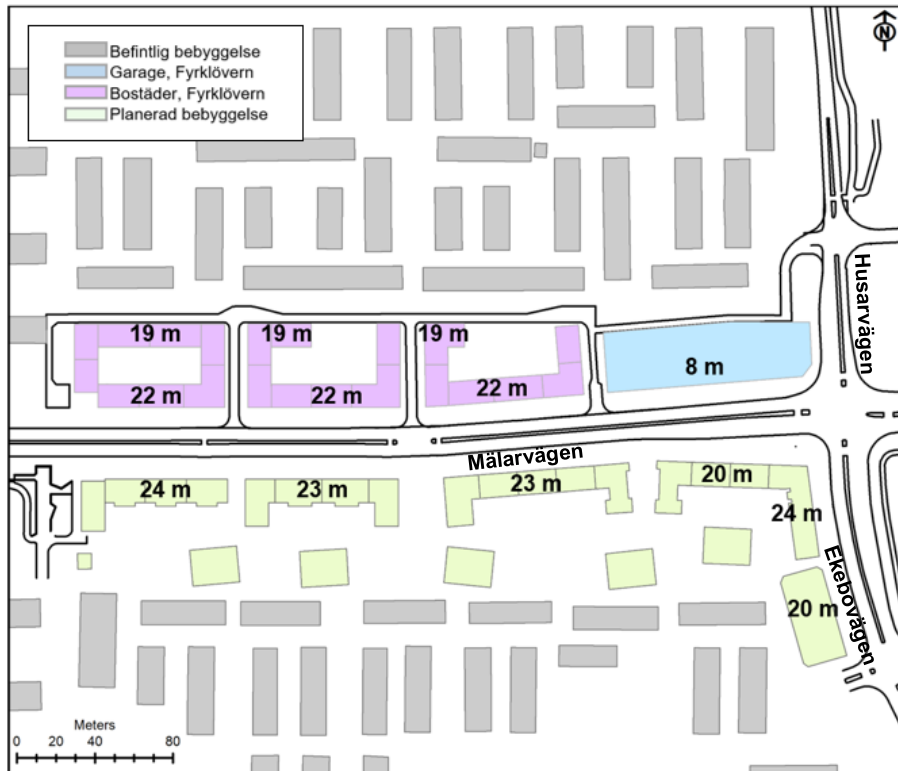 N
Befintlig bebyggelse
Garage, Fyrklövern
Bostäder, Fyrklövern
Planerad bebyggelse
Husarvägen
19 m
19 m
19 m
8 m
22 m
22 m
22 m
Mälarvägen
24 m
23 m
23 m
20 m
24 m
Ekebovägen
20 m
Meters
0 20 40 80